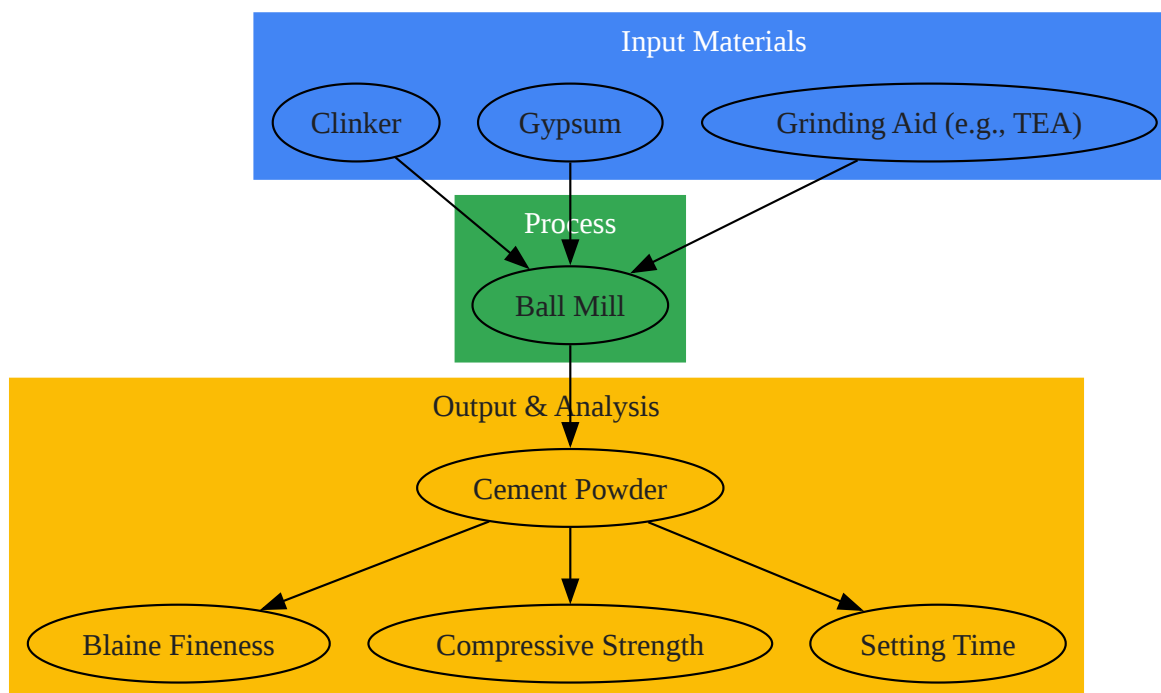 Input Materials
Clinker
Gypsum
Grinding Aid (e.g., TEA)
Process
Ball Mill
Output & Analysis
Cement Powder
Blaine Fineness
Compressive Strength
Setting Time